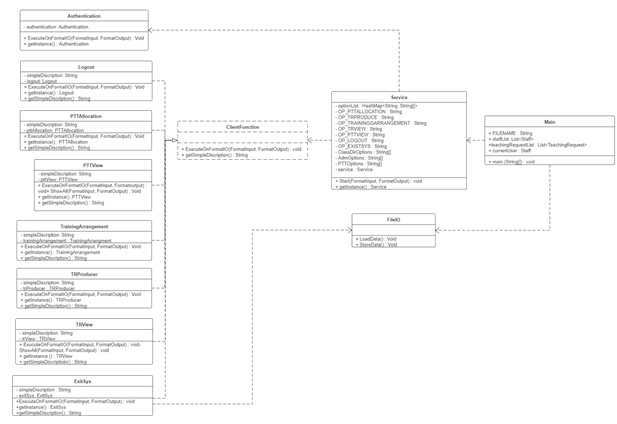 Authentication
- authentication: Authentication
+ ExecuteOnFormatIO(FormatInput, FormatOutput) : Void
+ getInstance() : Authentication
Logout
- simpleDiscription: String
- logout: Logout
+ ExecuteOnFormatIO(FormatInput, FormatOutput) : Void
+ getInstance() : Logout
+ getSimpleDiscription() : String
PTTAllocation
- simpleDiscription: String
- pttAllocation: PTTAllocation
+ ExecuteOnFormatIO(FormatInput, FormatOutput) : Void
+ getInstance() : PTTAllocation
+ getSimpleDiscription() : String
PTTView
- simpleDiscription: String
- pttView: PTTView
+ ExecuteOnFormatIO(FormatInput, Formatoutput) :
void+ ShowAll(FormatInput, FormatOutput) : void
+ getInstance() : PTTView
+ getSimpleDiscription() : String
TrainingArrangement
- simpleDiscription: String
- trainingArrangement : TrainingArrangement
+ ExecuteOnFormatIO(FormatInput, FormatOutput) : Void
+ getInstance() : TrainingArrangement
+ getSimpleDiscription() : String
TRProducer
- simpleDiscription: String
- trProducer : TRProducer
+ ExecuteOnFormatIO(FormatInput, FormatOutput) : Void
+ getInstance() : TRProducer
+ getSimpleDiscription() : String
TRView
- simpleDiscription: String
- trView : TRView
+ ExecuteOnFormatIO(FormatInput, FormatOutput) : void-
ShowAll(FormatInput, FormatOutput) : void
+ getInstance () : TRView
+ getSimpleDiscription() : String
ExitSys
- simpleDiscription : String
- exitSys: ExitSys
+ExecuteOnFormatIO(FormatInput, FormatOutput) : void
+getInstance() : ExitSys
+getSimpleDiscription() : String
ClientFunction
+ ExecuteOnFormatIO(FormatInput, FormatOutput) : void
+ getSimpleDiscription() : String
Service
- optionList : HashMap<String, String[]>
- OP_PTTALLOCATION : String
- OP_TRPRODUCE : String
- OP_TRAININGARRANGEMENT : String
- OP_TRVIEW : String
- OP_PTTVIEW : String
- OP_LOGOUT : String
- OP_EXISTSYS : String
- ClassDirOptions : String[]
- AdmOptions : String[]
- PTTOptions : String[]
- service : Service
+ Start(FormatInput, FormatOutput) : void
+ getInstance() : Service
Main
+ FILENAME : String
+ staffList: List<Staff>
+teachingRequestList : List<TeachingRequest>
+ currentUser : Staff
+ main (String[]) : void
FileIO
+ LoadData() : Void
+ StoreData() : Void